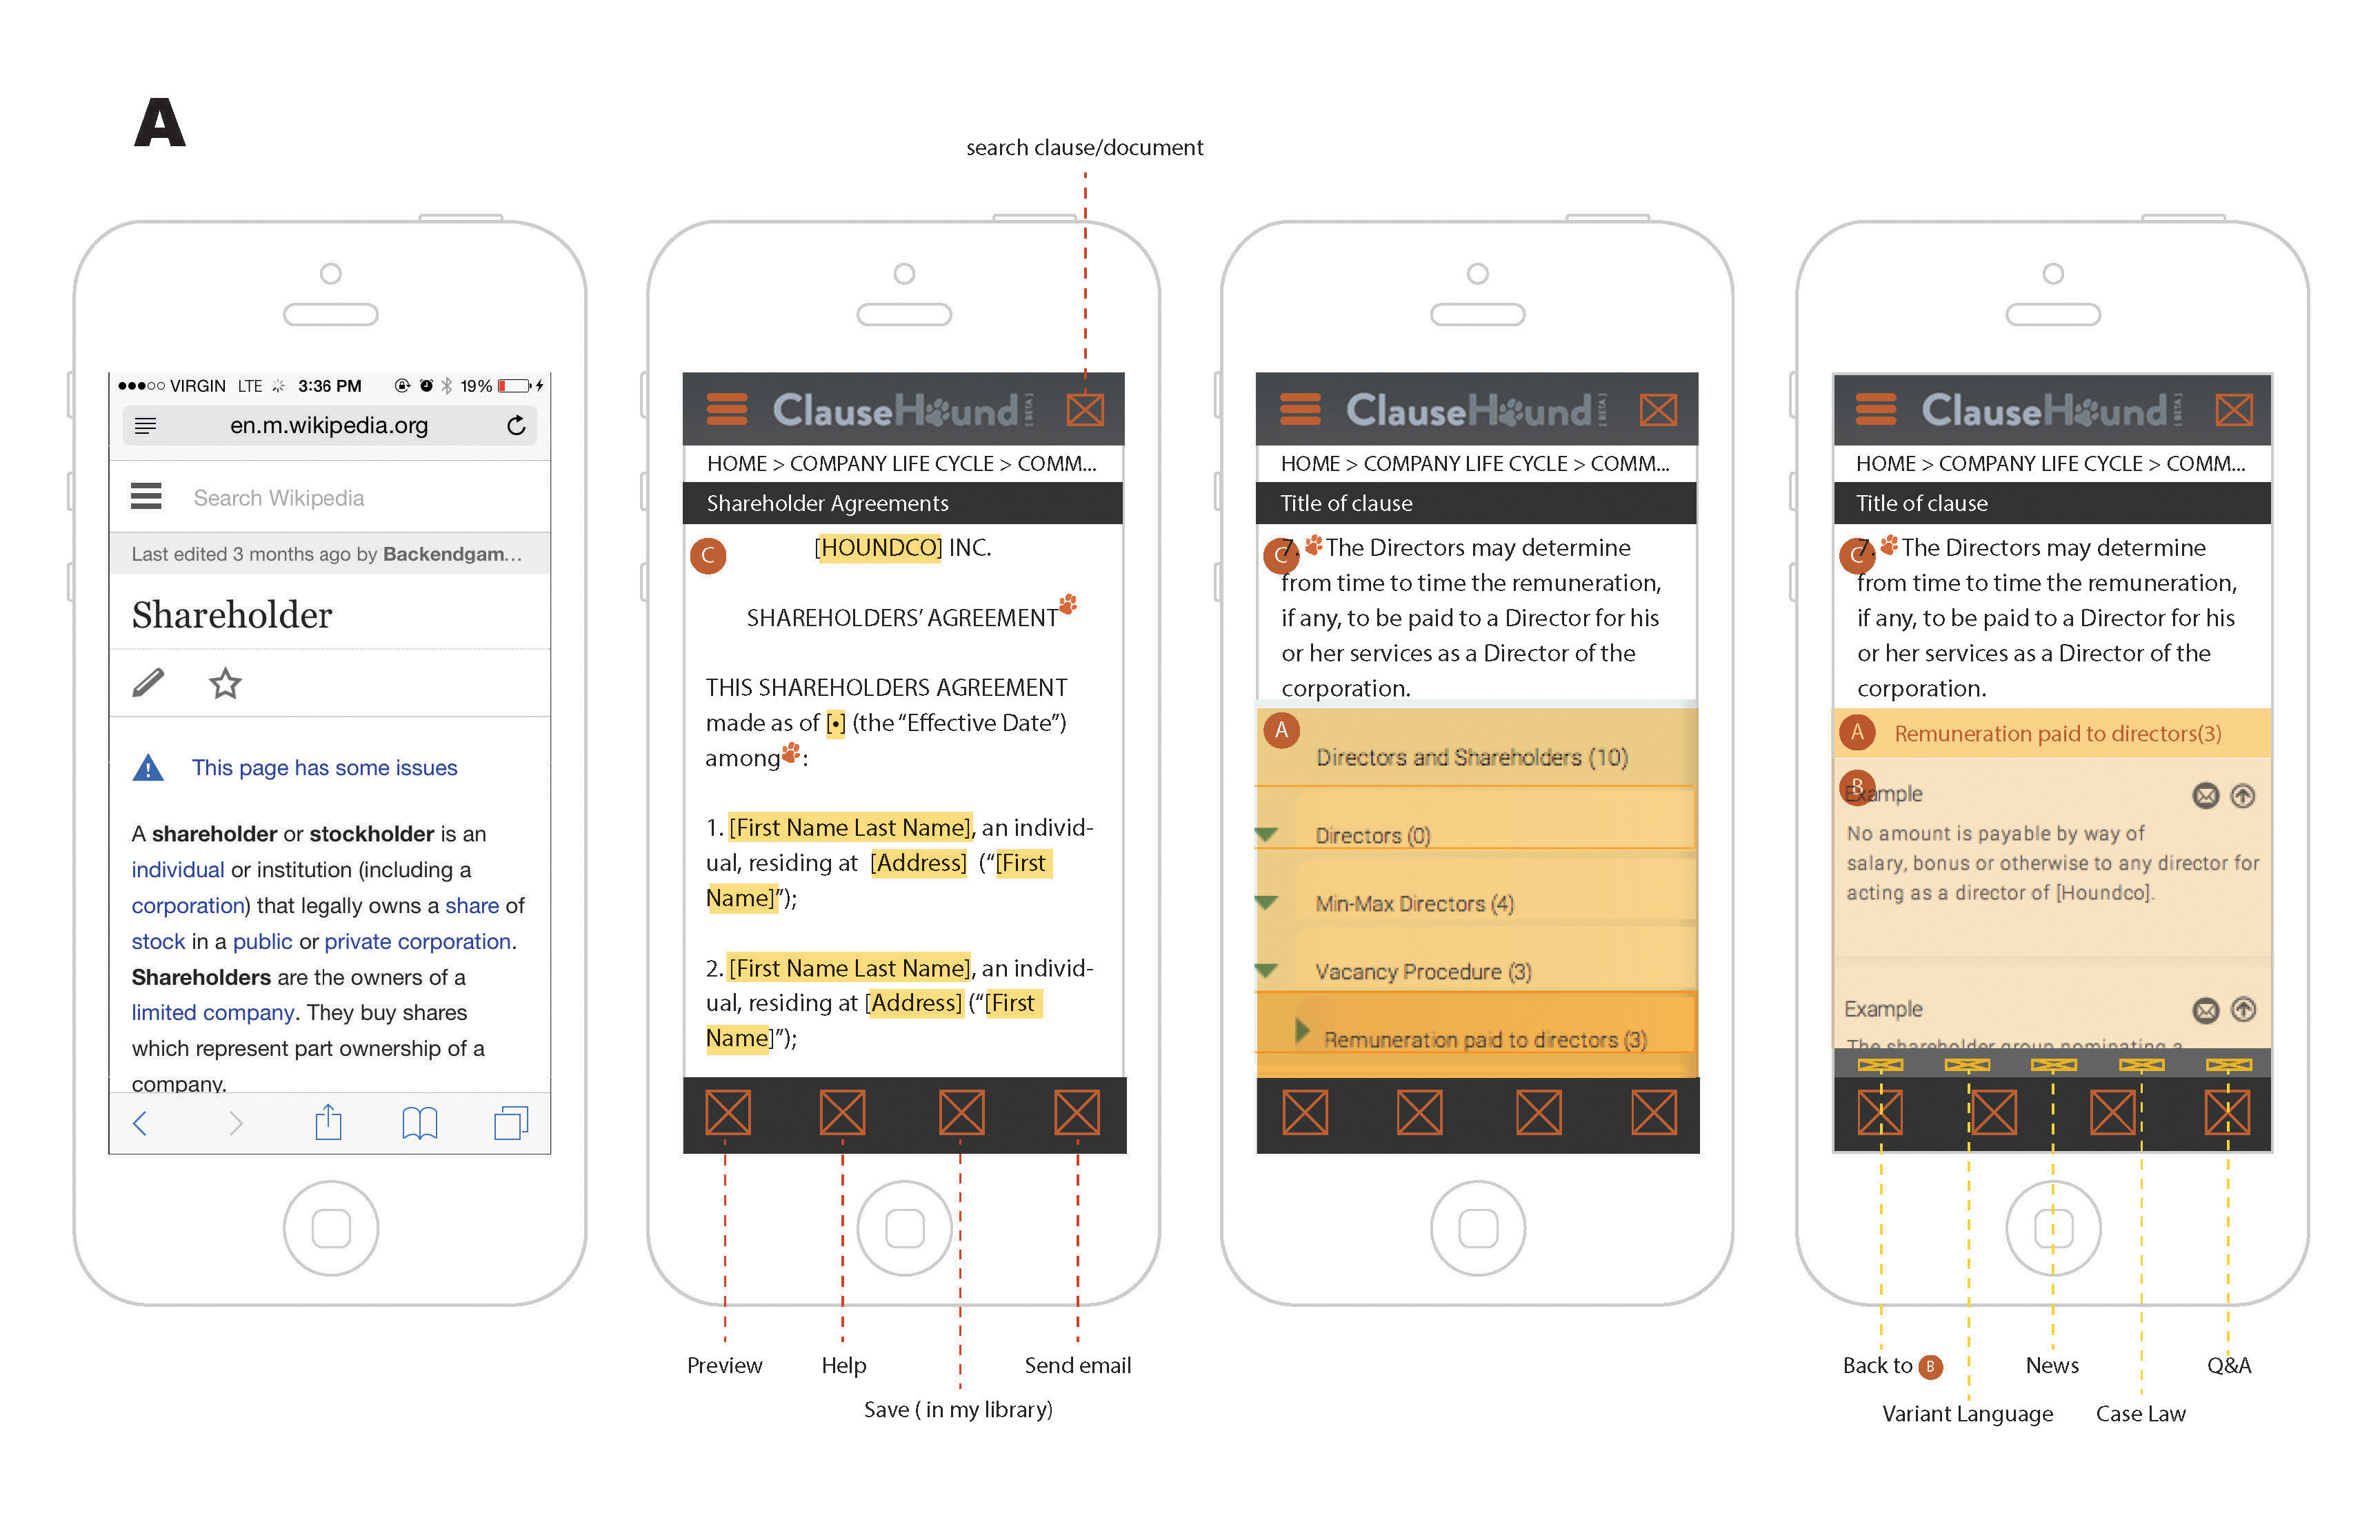 A
search clause/document
●●●○○ VIRGIN LTE 3:36 PM 19%
en.m.wikipedia.org
Search Wikipedia
Last edited 3 months ago by Backendgam...
Shareholder
This page has some issues
A shareholder or stockholder is an
individual or institution (including a
corporation) that legally owns a share of
stock in a public or private corporation.
Shareholders are the owners of a
limited company. They buy shares
which represent part ownership of a
company.
ClauseHound [BETA]
HOME > COMPANY LIFE CYCLE > COMM...
Shareholder Agreements
C
[HOUNDCO] INC.
SHAREHOLDERS' AGREEMENT
THIS SHAREHOLDERS AGREEMENT
made as of [•] (the “Effective Date”)
among:
1. [First Name Last Name], an individ-
ual, residing at [Address] (“[First
Name]”);
2. [First Name Last Name], an individ-
ual, residing at [Address] (“[First
Name]”);
Preview
Help
Save ( in my library)
Send email
ClauseHound [BETA]
HOME > COMPANY LIFE CYCLE > COMM...
Title of clause
C
7. The Directors may determine
from time to time the remuneration,
if any, to be paid to a Director for his
or her services as a Director of the
corporation.
A
Directors and Shareholders (10)
Directors (0)
Min-Max Directors (4)
Vacancy Procedure (3)
Remuneration paid to directors (3)
ClauseHound [BETA]
HOME > COMPANY LIFE CYCLE > COMM...
Title of clause
C
7. The Directors may determine
from time to time the remuneration,
if any, to be paid to a Director for his
or her services as a Director of the
corporation.
A Remuneration paid to directors(3)
B
Example
No amount is payable by way of
salary, bonus or otherwise to any director for
acting as a director of [Houndco].
Example
The shareholder group nominating a
Back to B
Variant Language
News
Case Law
Q&A